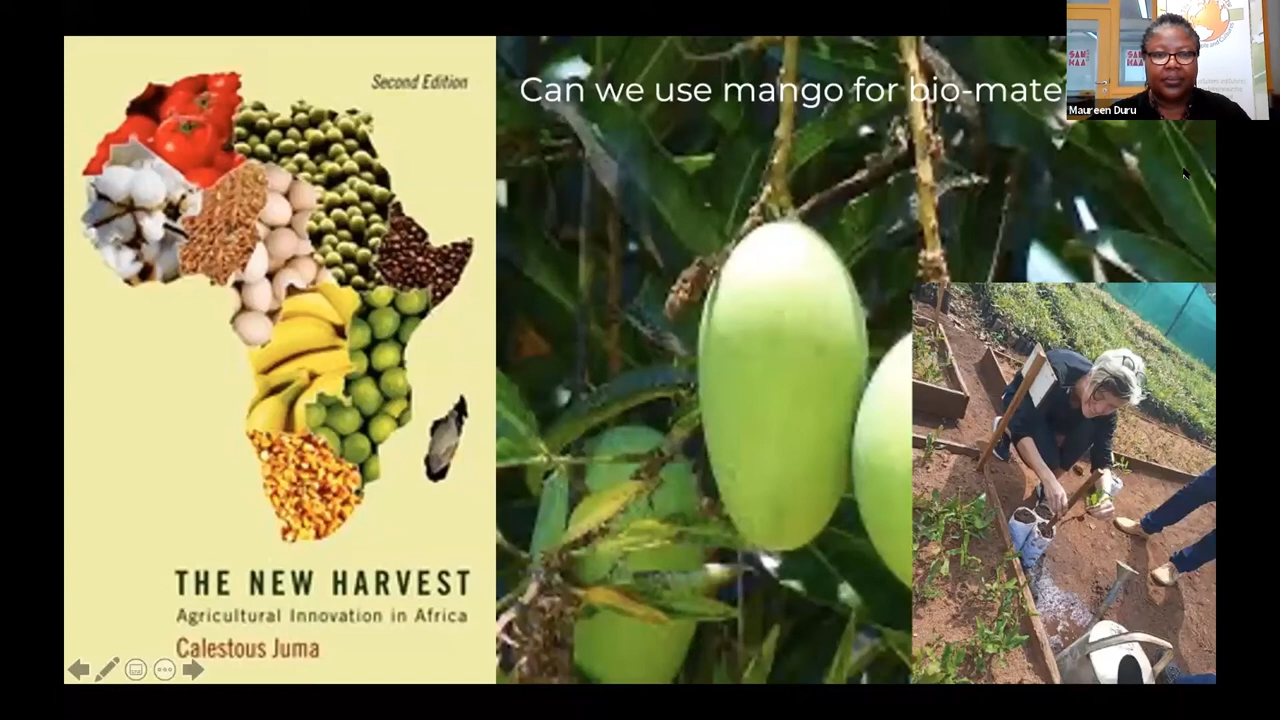 Second Edition
THE NEW HARVEST
Agricultural Innovation in Africa
Calestous Juma
Can we use mango for bio-mate
Maureen Duru